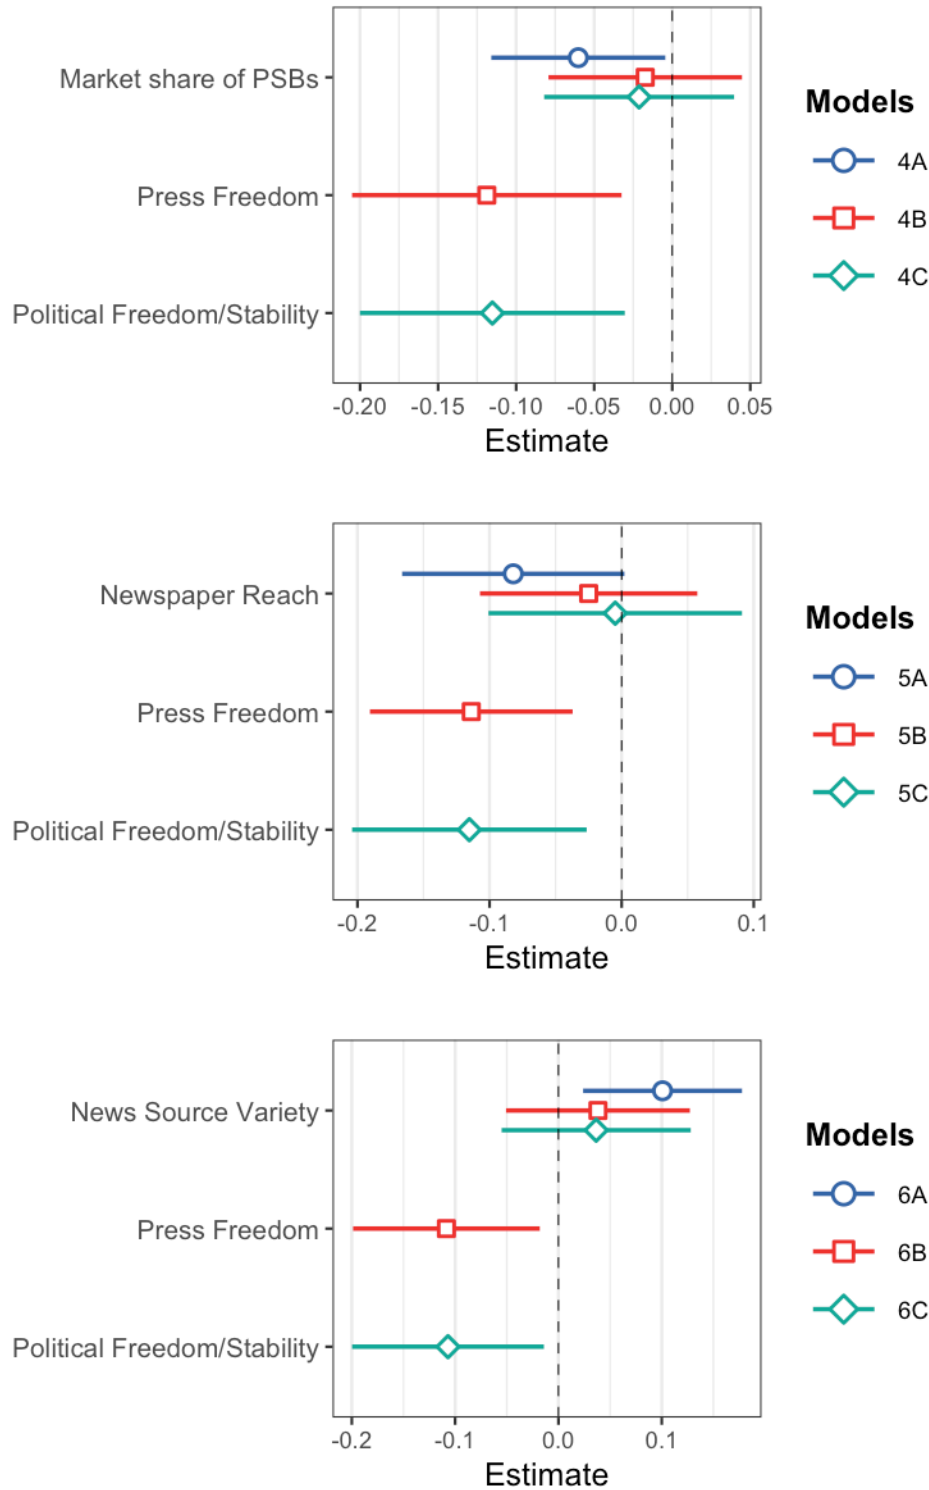 Market share of PSBs
Press Freedom
Political Freedom/Stability
-0.20 -0.15 -0.10 -0.05 0.00 0.05
Estimate
Models
4A
4B
4C
Newspaper Reach
Press Freedom
Political Freedom/Stability
-0.2 -0.1 0.0 0.1
Estimate
Models
5A
5B
5C
News Source Variety
Press Freedom
Political Freedom/Stability
-0.2 -0.1 0.0 0.1
Estimate
Models
6A
6B
6C